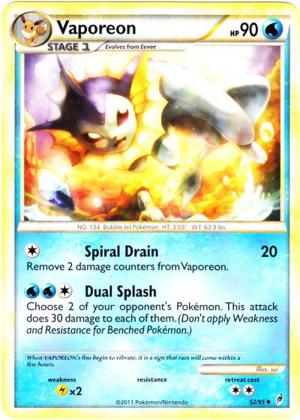 Vaporeon
HP 90
STAGE 1
Evolves from Eevee
NO. 134 Bubble Jet Pokémon HT. 3'03" WT. 63.9 lbs.
Spiral Drain 20
Remove 2 damage counters from Vaporeon.
Dual Splash
Choose 2 of your opponent's Pokémon. This attack
does 30 damage to each of them. (Don't apply Weakness
and Resistance for Benched Pokémon.)
When VAPOREON's fins begin to vibrate, it is a sign that rain will come within a
few hours.
Illus. sui
weakness resistance retreat cost
×2
©2011 Pokémon/Nintendo
52/95